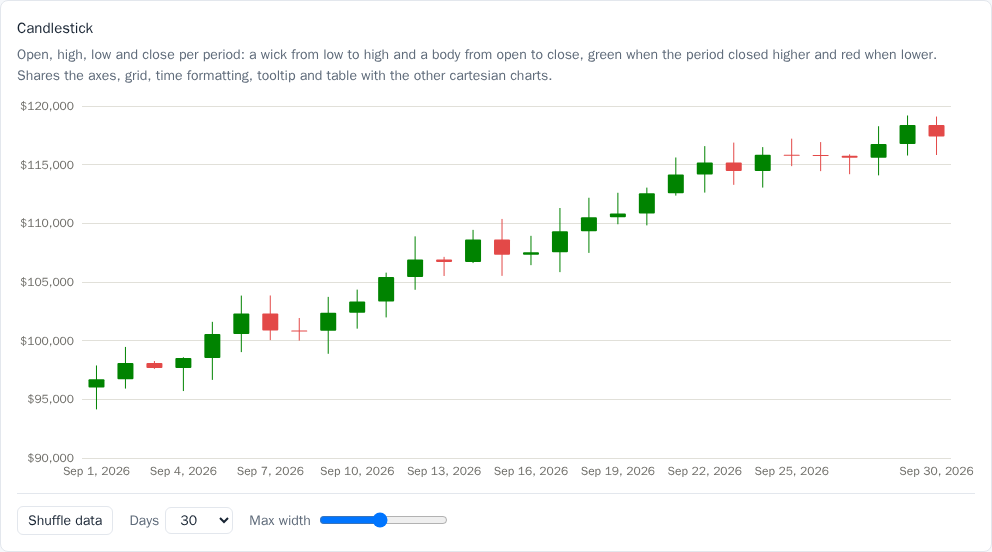 Candlestick
Open, high, low and close per period: a wick from low to high and a body from open to close, green when the period closed higher and red when lower.
Shares the axes, grid, time formatting, tooltip and table with the other cartesian charts.
$120,000
$115,000
$110,000
$105,000
$100,000
$95,000
$90,000
Sep 1, 2026 Sep 4, 2026 Sep 7, 2026 Sep 10, 2026 Sep 13, 2026 Sep 16, 2026 Sep 19, 2026 Sep 22, 2026 Sep 25, 2026 Sep 30, 2026
Shuffle data Days 30 Max width